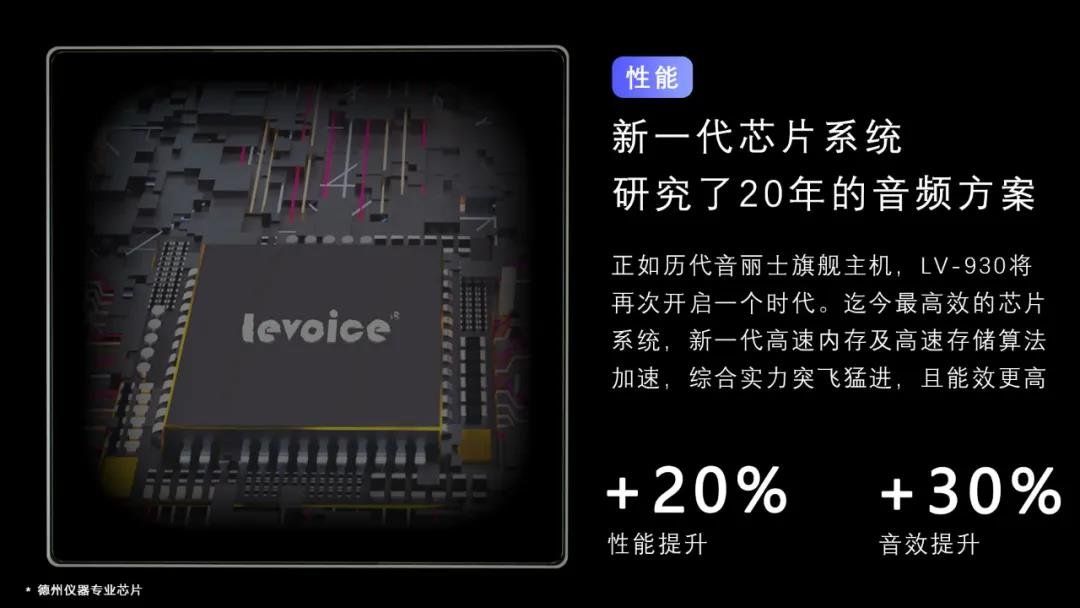 levoice
性能
新一代芯片系统
研究了20年的音频方案
正如历代音丽士旗舰主机，LV-930将
再次开启一个时代。迄今最高效的芯片
系统，新一代高速内存及高速存储算法
加速，综合实力突飞猛进，且能效更高
+20%
性能提升
+30%
音效提升
* 德州仪器专业芯片